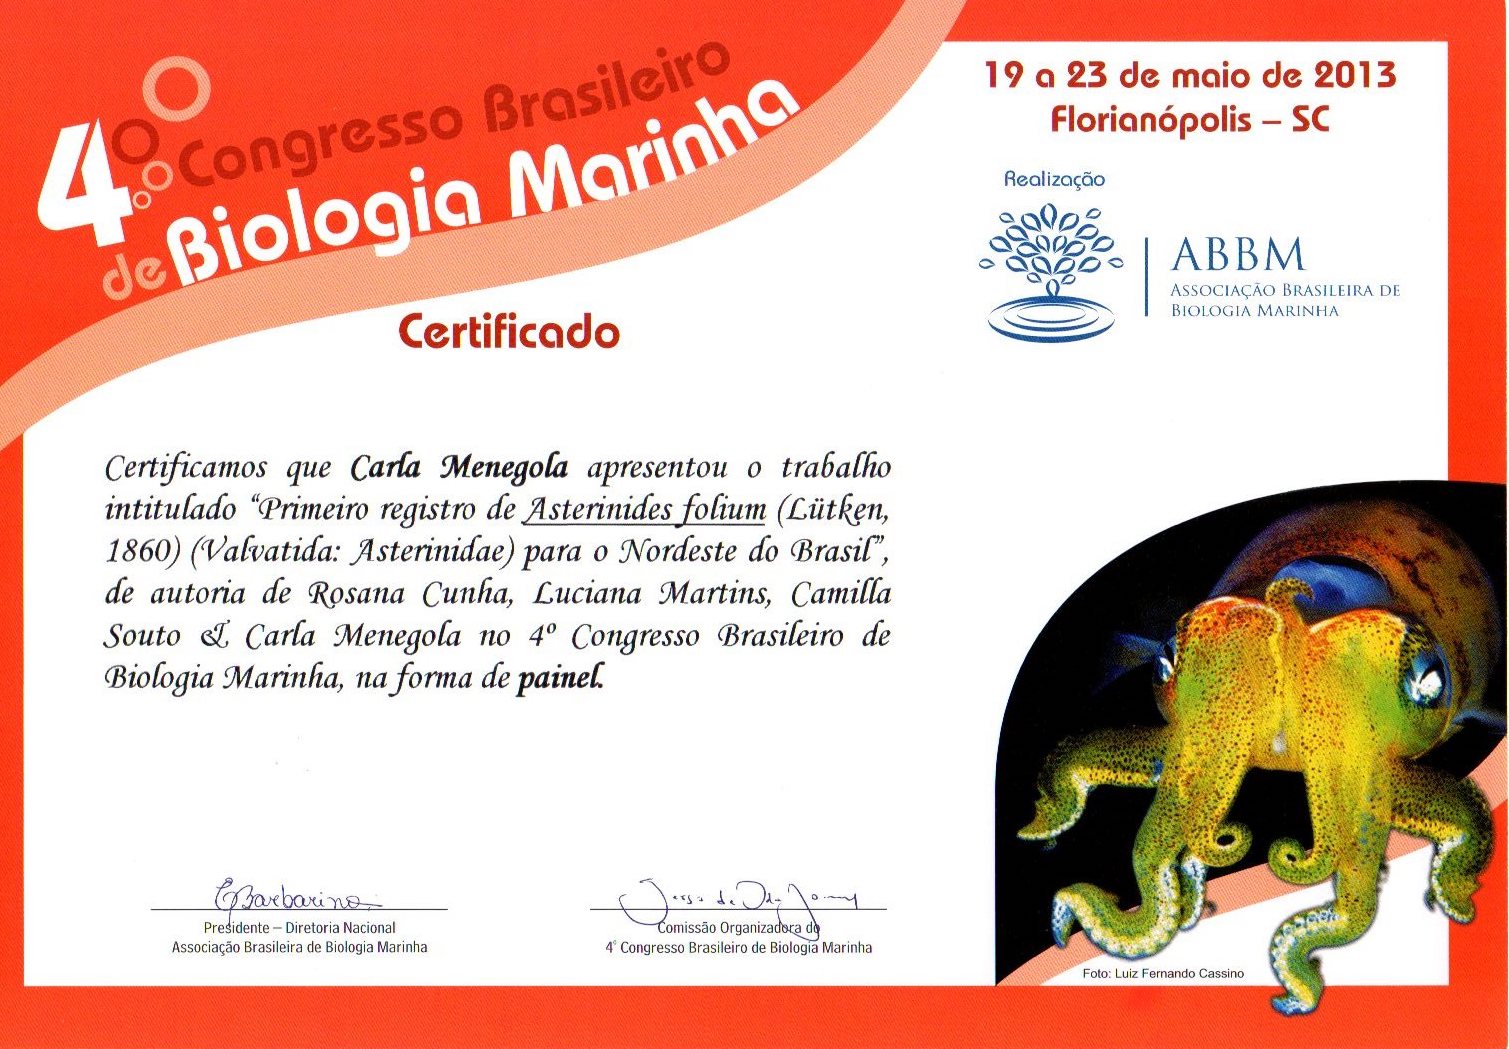 4º Congresso Brasileiro
de Biologia Marinha
19 a 23 de maio de 2013
Florianópolis – SC
Realização
ABBM
Associação Brasileira de
Biologia Marinha
Certificado
Certificamos que Carla Menegola apresentou o trabalho
intitulado “Primeiro registro de Asterinides folium (Lütken,
1860) (Valvatida: Asterinidae) para o Nordeste do Brasil”,
de autoria de Rosana Cunha, Luciana Martins, Camilla
Souto & Carla Menegola no 4º Congresso Brasileiro de
Biologia Marinha, na forma de painel.
Presidente – Diretoria Nacional
Associação Brasileira de Biologia Marinha
Comissão Organizadora do
4º Congresso Brasileiro de Biologia Marinha
Foto: Luiz Fernando Cassino